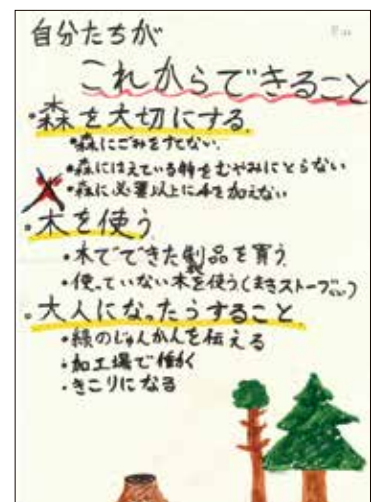 自分たちが
これからできること
・森を大切にする
・森にごみをすてない
・森にはえている物をむやみにとらない
・森に必要以上に手を加えない
・木を使う
・木でできた製品を買う
・使っていない木を使う(まきストーブ
・大人になったらすること
・緑のじゅんかんを伝える
・加工場で働く
・きこりになる